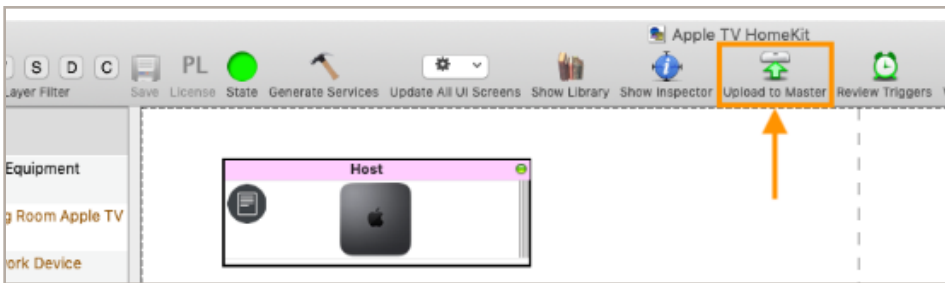 Apple TV HomeKit
S D C
PL
Layer Filter Save License State Generate Services Update All UI Screens Show Library Show Inspector Upload to Master Review Triggers
Equipment
Host
g Room Apple TV
ork Device